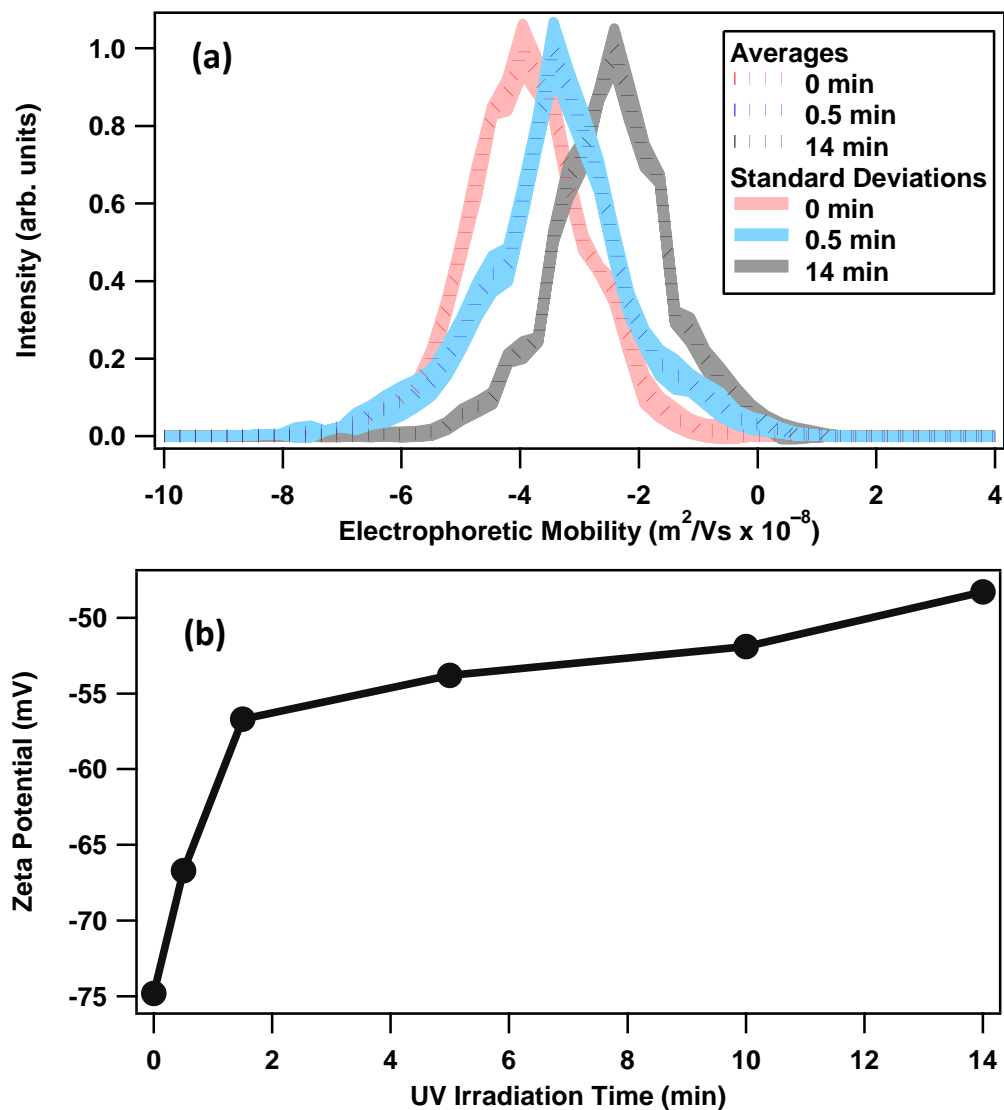 (a)
Intensity (arb. units)
1.0
0.8
0.6
0.4
0.2
0.0
Averages
0 min
0.5 min
14 min
Standard Deviations
0 min
0.5 min
14 min
-10 -8 -6 -4 -2 0 2 4
Electrophoretic Mobility (m²/Vs x 10⁻⁸)
(b)
Zeta Potential (mV)
-50
-55
-60
-65
-70
-75
0 2 4 6 8 10 12 14
UV Irradiation Time (min)